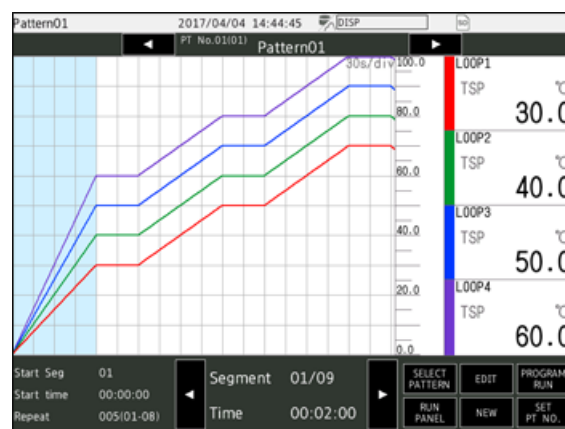 Pattern01 2017/04/04 14:44:45 DISP
PT No.01(01) Pattern01
30s/div
100.0
80.0
60.0
40.0
20.0
0.0
LOOP1
TSP °C
30.0
LOOP2
TSP °C
40.0
LOOP3
TSP °C
50.0
LOOP4
TSP °C
60.0
Start Seg 01
Start time 00:00:00
Repeat 005(01-08)
Segment 01/09
Time 00:02:00
SELECT PATTERN
EDIT
PROGRAM RUN
RUN PANEL
NEW
SET PT NO.